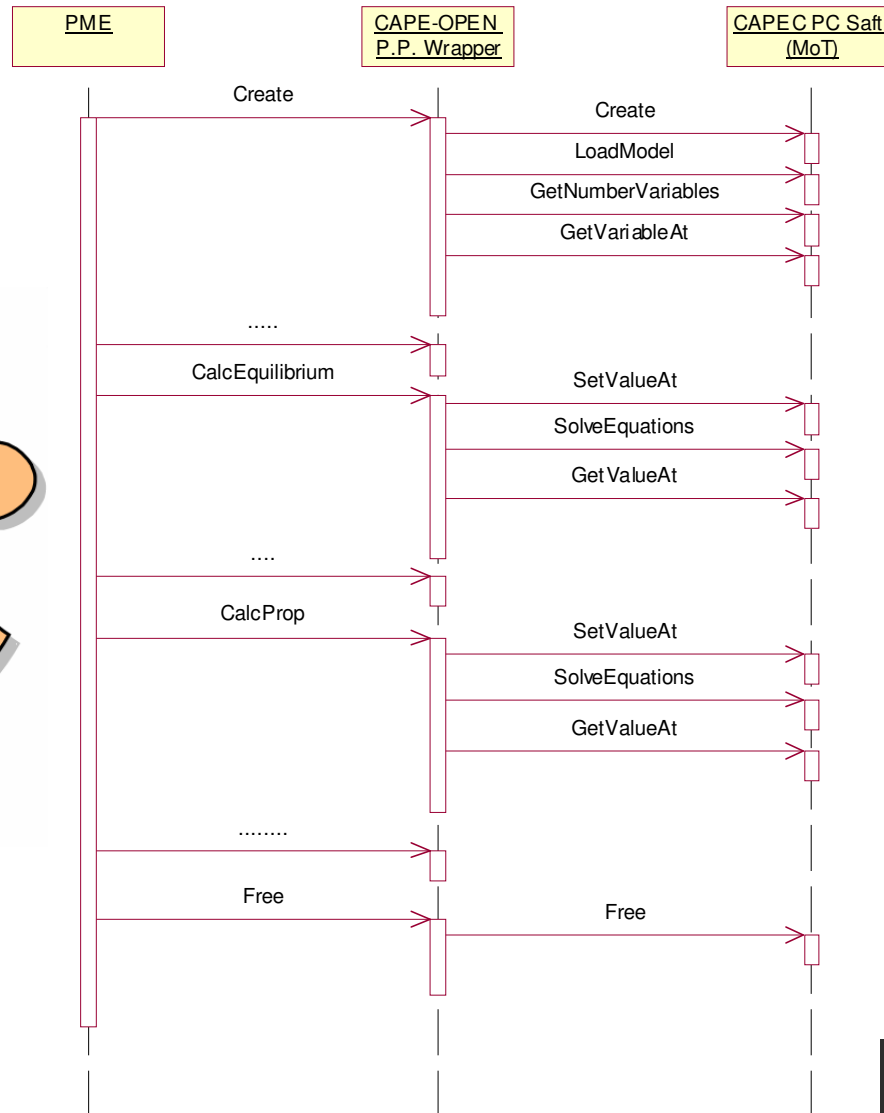 PME
CAPE-OPEN
P.P. Wrapper
CAPEC PC Saft
(MoT)
Create
Create
LoadModel
GetNumberVariables
GetVariableAt
.....
CalcEquilibrium
SetValueAt
SolveEquations
GetValueAt
....
CalcProp
SetValueAt
SolveEquations
GetValueAt
........
Free
Free